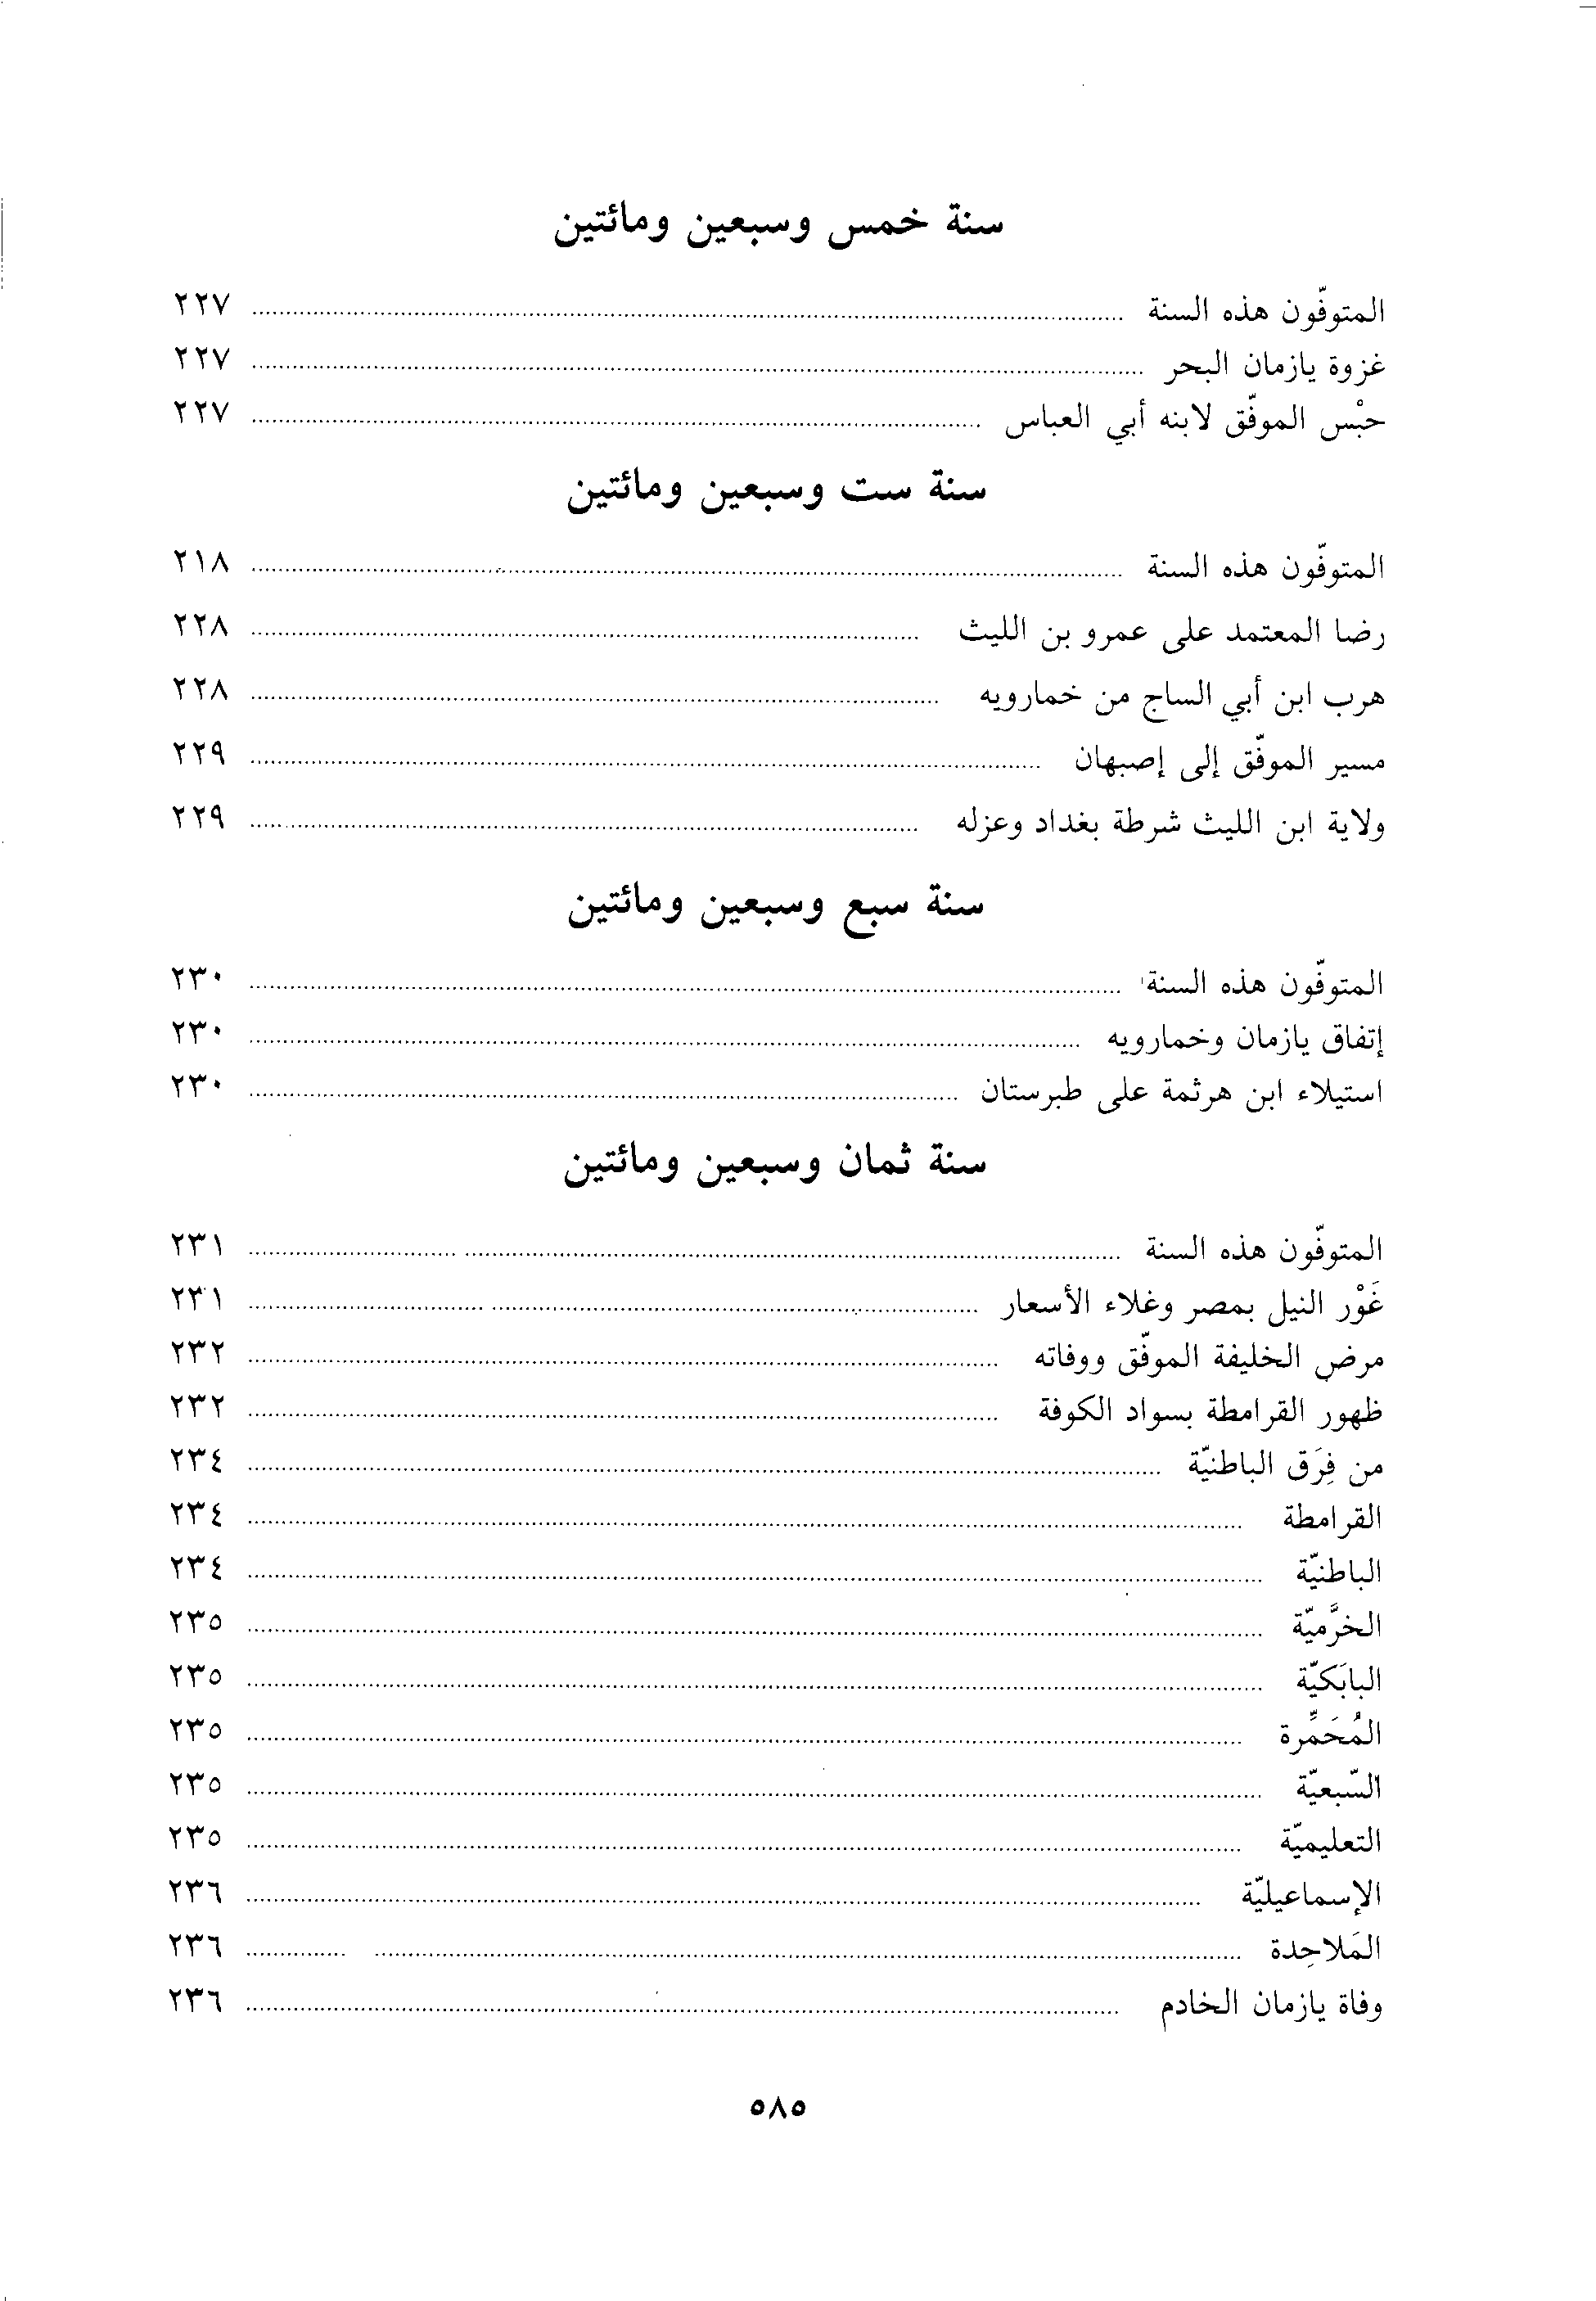 سنة خمس وسبعين ومائتين
المتوفّون هذه السنة ........ ٢٢٧
غزوة يازمان البحر ........ ٢٢٧
حبْس الموفّق لابنه أبي العباس ........ ٢٢٧
سنة ست وسبعين ومائتين
المتوفّون هذه السنة ........ ٢١٨
رضا المعتمد على عمرو بن الليث ........ ٢٢٨
هرب ابن أبي الساج من خمارويه ........ ٢٢٨
مسير الموفّق إلى إصبهان ........ ٢٢٩
ولاية ابن الليث شرطة بغداد وعزله ........ ٢٢٩
سنة سبع وسبعين ومائتين
المتوفّون هذه السنة ........ ٢٣٠
إتفاق يازمان وخمارويه ........ ٢٣٠
استيلاء ابن هرثمة على طبرستان ........ ٢٣٠
سنة ثمان وسبعين ومائتين
المتوفّون هذه السنة ........ ٢٣١
غَوْر النيل بمصر وغلاء الأسعار ........ ٢٣١
مرض الخليفة الموفّق ووفاته ........ ٢٣٢
ظهور القرامطة بسواد الكوفة ........ ٢٣٢
من فِرَق الباطنيّة ........ ٢٣٤
القرامطة ........ ٢٣٤
الباطنيّة ........ ٢٣٤
الخرَّميّة ........ ٢٣٥
البابَكيّة ........ ٢٣٥
المُحَمِّرة ........ ٢٣٥
السّبعيّة ........ ٢٣٥
التعليميّة ........ ٢٣٥
الإسماعيليّة ........ ٢٣٦
المَلاحِدة ........ ٢٣٦
وفاة يازمان الخادم ........ ٢٣٦
٥٨٥